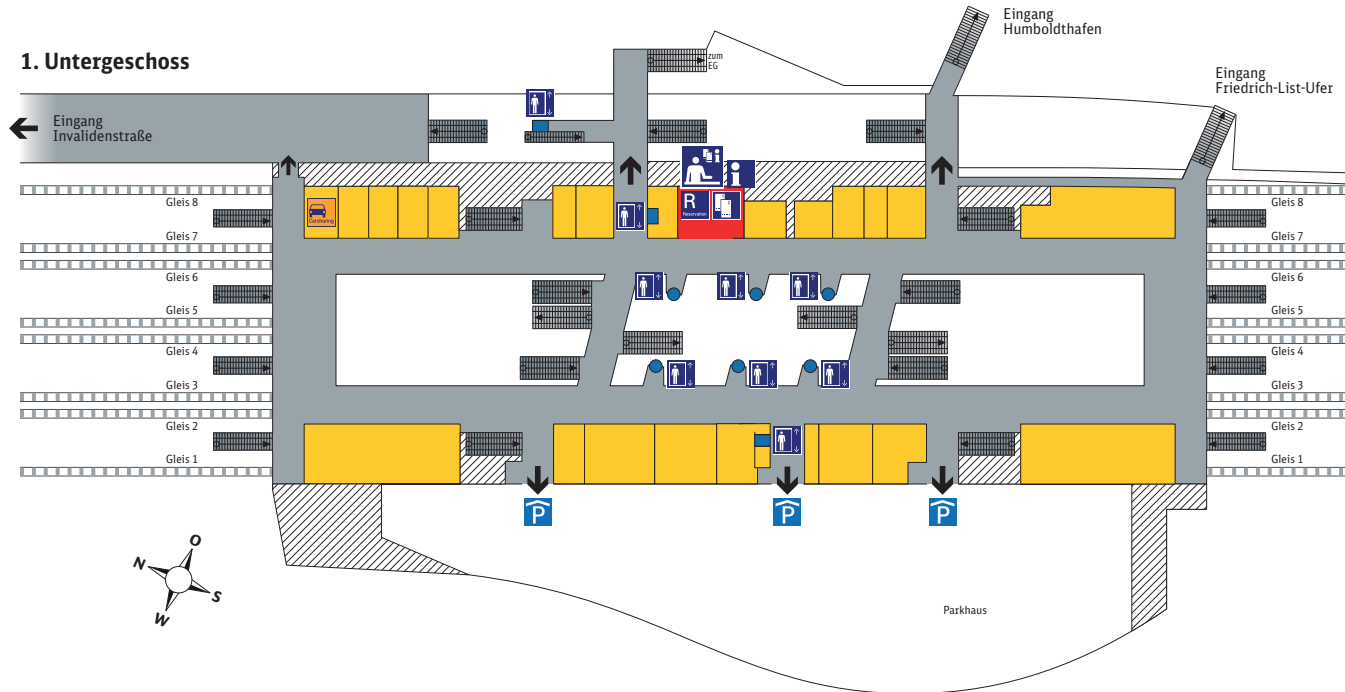 Eingang
Humboldthafen
1. Untergeschoss
zum
EG
Eingang
Friedrich-List-Ufer
Eingang
Invalidenstraße
i
i
R
Reservation
Carsharing
Gleis 8
Gleis 7
Gleis 6
Gleis 5
Gleis 4
Gleis 3
Gleis 2
Gleis 1
Gleis 8
Gleis 7
Gleis 6
Gleis 5
Gleis 4
Gleis 3
Gleis 2
Gleis 1
P
P
P
O
N
S
W
Parkhaus